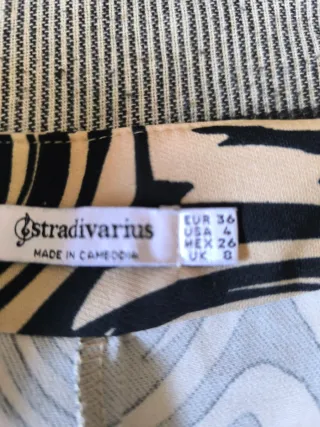 stradivarius
MADE IN CAMBODIA
EUR 36
USA 4
MEX 26
UK 8